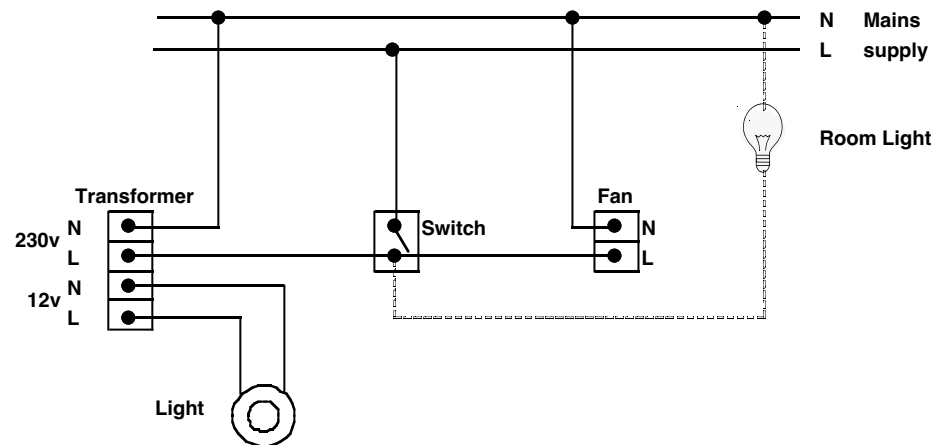 N Mains
L supply
Room Light
Transformer
Fan
230v N
L
Switch
N
L
12v N
L
Light